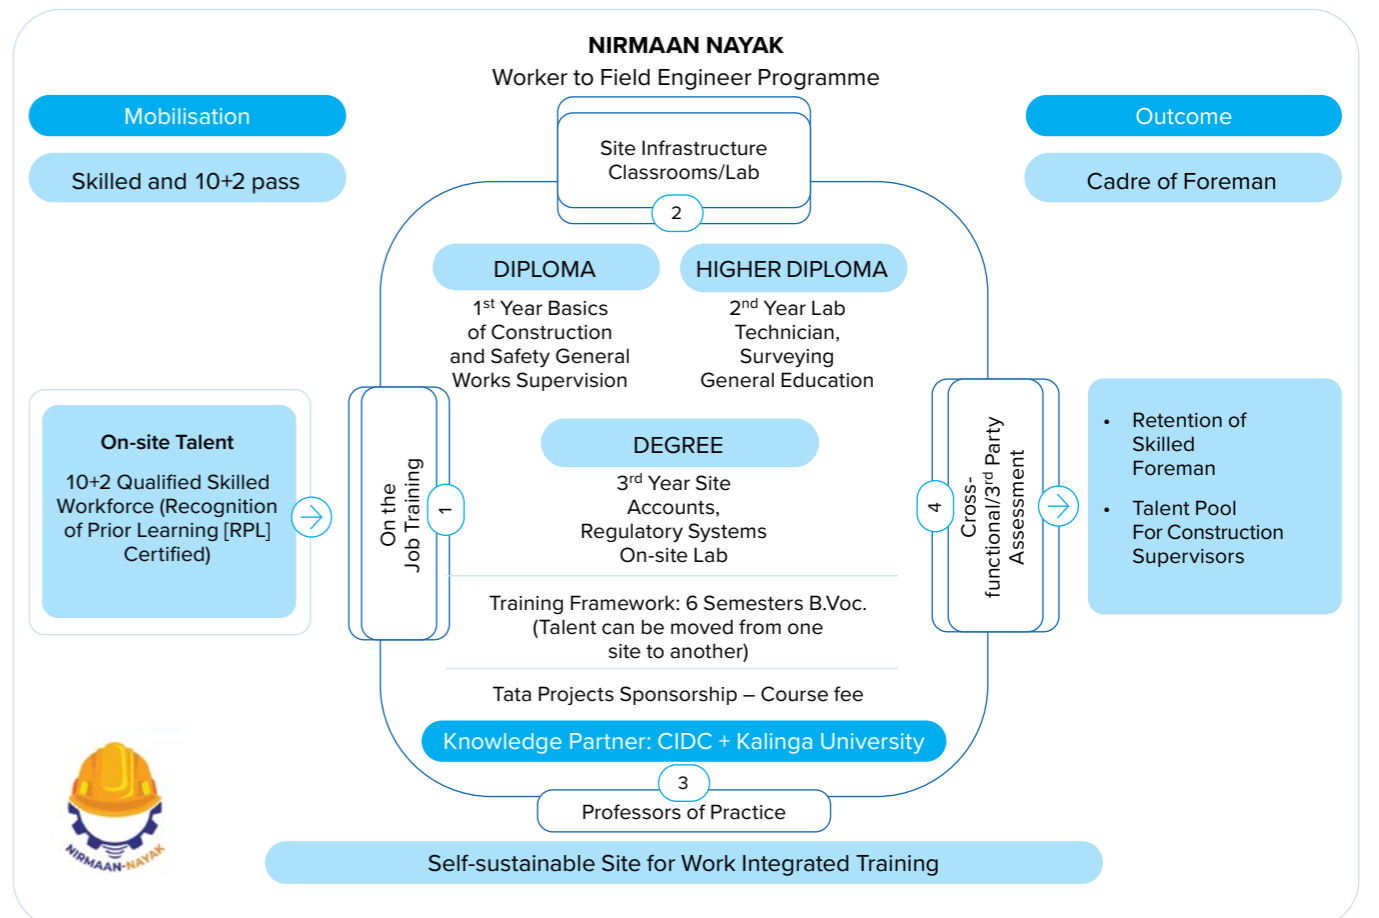 NIRMAAN NAYAK
Worker to Field Engineer Programme
Mobilisation
Skilled and 10+2 pass
On-site Talent
10+2 Qualified Skilled
Workforce (Recognition
of Prior Learning [RPL]
Certified)
On the
Job Training
1
Site Infrastructure
Classrooms/Lab
2
DIPLOMA
1st Year Basics
of Construction
and Safety General
Works Supervision
HIGHER DIPLOMA
2nd Year Lab
Technician,
Surveying
General Education
DEGREE
3rd Year Site
Accounts,
Regulatory Systems
On-site Lab
Training Framework: 6 Semesters B.Voc.
(Talent can be moved from one
site to another)
Tata Projects Sponsorship – Course fee
Knowledge Partner: CIDC + Kalinga University
3
Professors of Practice
4
Cross-
functional/3rd Party
Assessment
Outcome
Cadre of Foreman
• Retention of
Skilled
Foreman
• Talent Pool
For Construction
Supervisors
NIRMAAN-NAYAK
Self-sustainable Site for Work Integrated Training